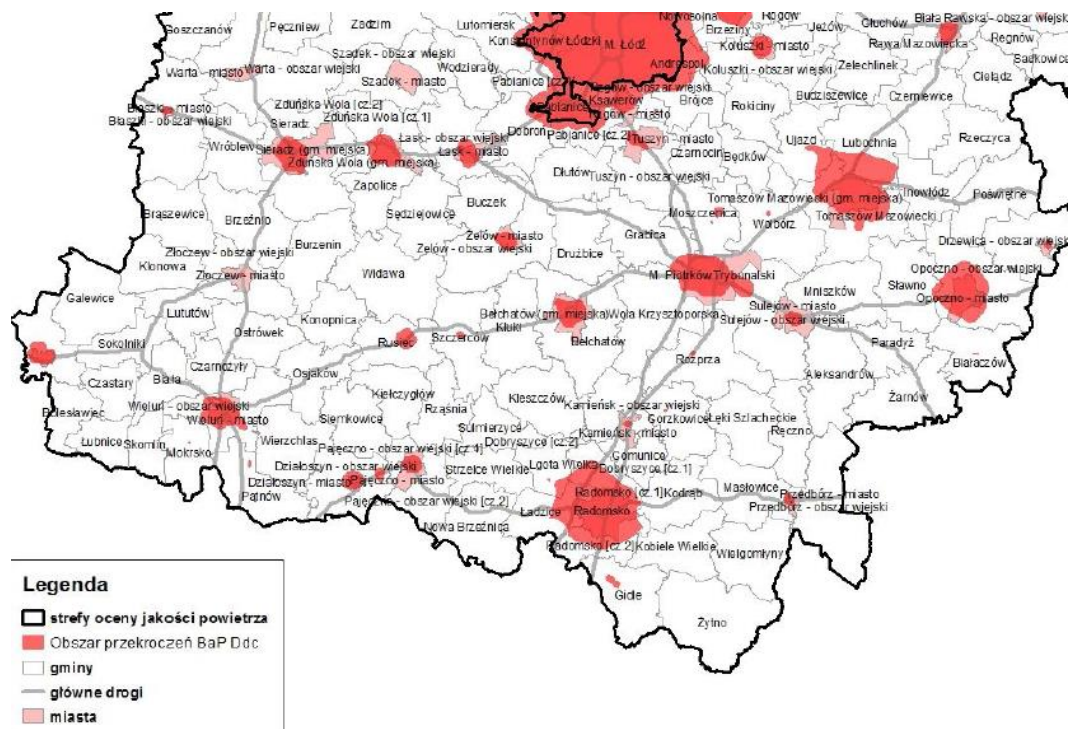 Goszczanów
Pęczniew
Zadzim
Lutomiersk
Konstantynów Łódzki
M. Łódź
Nowosolna
Brzeziny
Rogów
Jeżów
Głuchów
Biała Rawska - obszar wiejski
Rawa Mazowiecka
Regnów
Sadkowice
Cielądz
Szadek - obszar wiejski
Szadek - miasto
Wodzierady
Andrespol
Koluszki - miasto
Koluszki - obszar wiejski
Żelechlinek
Warta - miasto
Warta - obszar wiejski
Ksawerów
Brójce
Rokiciny
Budziszewice
Czerniewice
Błaszki - miasto
Błaszki - obszar wiejski
Zduńska Wola [cz.2]
Zduńska Wola [cz.1]
Sieradz
Wróblew
Sieradz (gm. miejska)
Zduńska Wola (gm. miejska)
Łask - obszar wiejski
Łask - miasto
Dobroń
Pabianice
Pabianice [cz.2]
Tuszyn - miasto
Czarnocin
Będków
Ujazd
Lubochnia
Rzeczyca
Zapolice
Dłutów
Tuszyn - obszar wiejski
Inowłódz
Poświętne
Tomaszów Mazowiecki (gm. miejska)
Tomaszów Mazowiecki
Brąszewice
Brzeźnio
Sędziejowice
Buczek
Moszczenica
Wolbórz
Burzenin
Zelów - miasto
Zelów - obszar wiejski
Grabica
Drużbice
Drzewica - obszar wiejski
Złoczew - obszar wiejski
Klonowa
Złoczew - miasto
Widawa
M. Piotrków Trybunalski
Opoczno - obszar wiejski
Sławno
Opoczno - miasto
Galewice
Lututów
Ostrówek
Konopnica
Mniszków
Sulejów - miasto
Sulejów - obszar wiejski
Bełchatów (gm. miejska)
Wola Krzysztoporska
Kluki
Bełchatów
Szczerców
Rusiec
Sokolniki
Czarnożyły
Osjaków
Rozprza
Paradyż
Białaczów
Aleksandrów
Żarnów
Czastary
Biała
Bolesławiec
Wieluń - obszar wiejski
Wieluń - miasto
Kiełczygłów
Rząśnia
Kleszczów
Kamieńsk - obszar wiejski
Gorzkowice
Łęki Szlacheckie
Ręczno
Siemkowice
Sulmierzyce
Kamieńsk - miasto
Łubnice
Skomlin
Mokrsko
Wierzchlas
Pajęczno - obszar wiejski [cz.1]
Dobryszyce [cz.2]
Gomunice
Działoszyn - obszar wiejski
Działoszyn - miasto
Pajęczno - miasto
Strzelce Wielkie
Lgota Wielka
Dobryszyce [cz.1]
Masłowice
Pątnów
Pajęczno - obszar wiejski [cz.2]
Radomsko [cz.1]
Kodrąb
Przedbórz - miasto
Przedbórz - obszar wiejski
Ładzice
Radomsko
Nowa Brzeźnica
Radomsko [cz.2]
Kobiele Wielkie
Wielgomłyny
Gidle
Żytno
Legenda
strefy oceny jakości powietrza
Obszar przekroczeń BaP Ddc
gminy
główne drogi
miasta